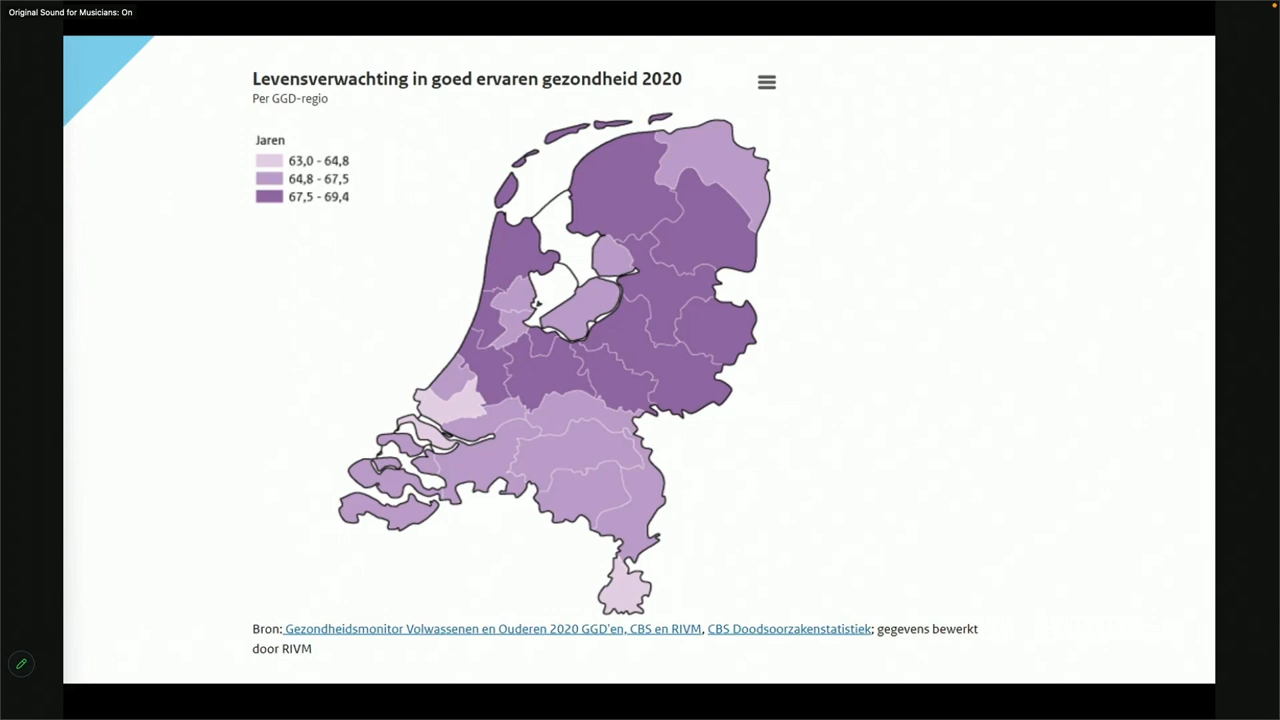 Original Sound for Musicians: On
Levensverwachting in goed ervaren gezondheid 2020
Per GGD-regio
Jaren
63,0 - 64,8
64,8 - 67,5
67,5 - 69,4
Bron: Gezondheidsmonitor Volwassenen en Ouderen 2020 GGD'en, CBS en RIVM, CBS Doodsoorzakenstatistiek; gegevens bewerkt
door RIVM